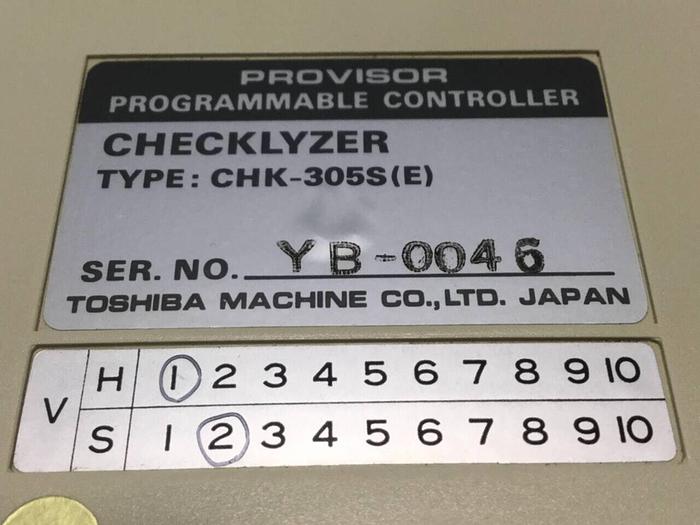 PROVISOR
PROGRAMMABLE CONTROLLER
CHECKLYZER
TYPE: CHK-305S(E)
SER. NO. YB-0046
TOSHIBA MACHINE CO.,LTD. JAPAN
V
H 1 2 3 4 5 6 7 8 9 10
S 1 2 3 4 5 6 7 8 9 10